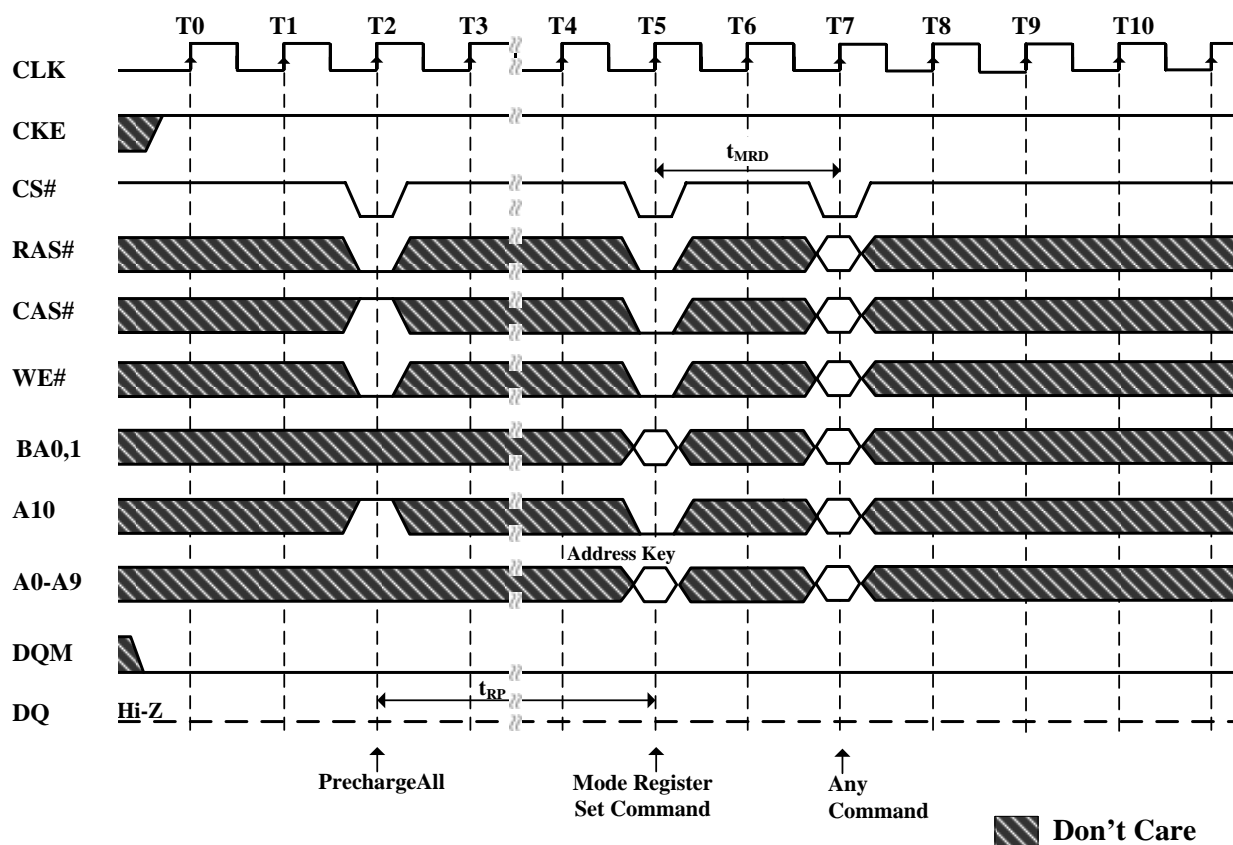 T0 T1 T2 T3 T4 T5 T6 T7 T8 T9 T10
CLK
CKE
tMRD
CS#
RAS#
CAS#
WE#
BA0,1
A10
Address Key
A0-A9
DQM
tRP
DQ Hi-Z
PrechargeAll
Mode Register
Set Command
Any
Command
Don't Care